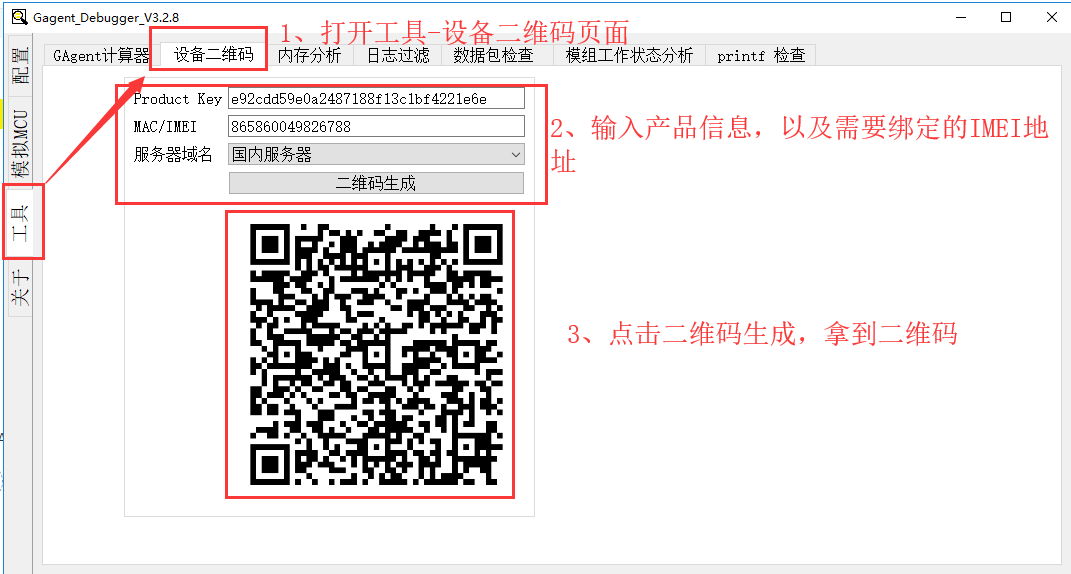 Gagent_Debugger_V3.2.8
1、打开工具-设备二维码页面
GAgent计算器
设备二维码
内存分析
日志过滤
数据包检查
模组工作状态分析
printf 检查
配置
模拟MCU
工具
关于
Product Key
e92cdd59e0a2487188f13c1bf4221e6e
MAC/IMEI
865860049826788
服务器域名
国内服务器
二维码生成
2、输入产品信息，以及需要绑定的IMEI地
址
3、点击二维码生成，拿到二维码